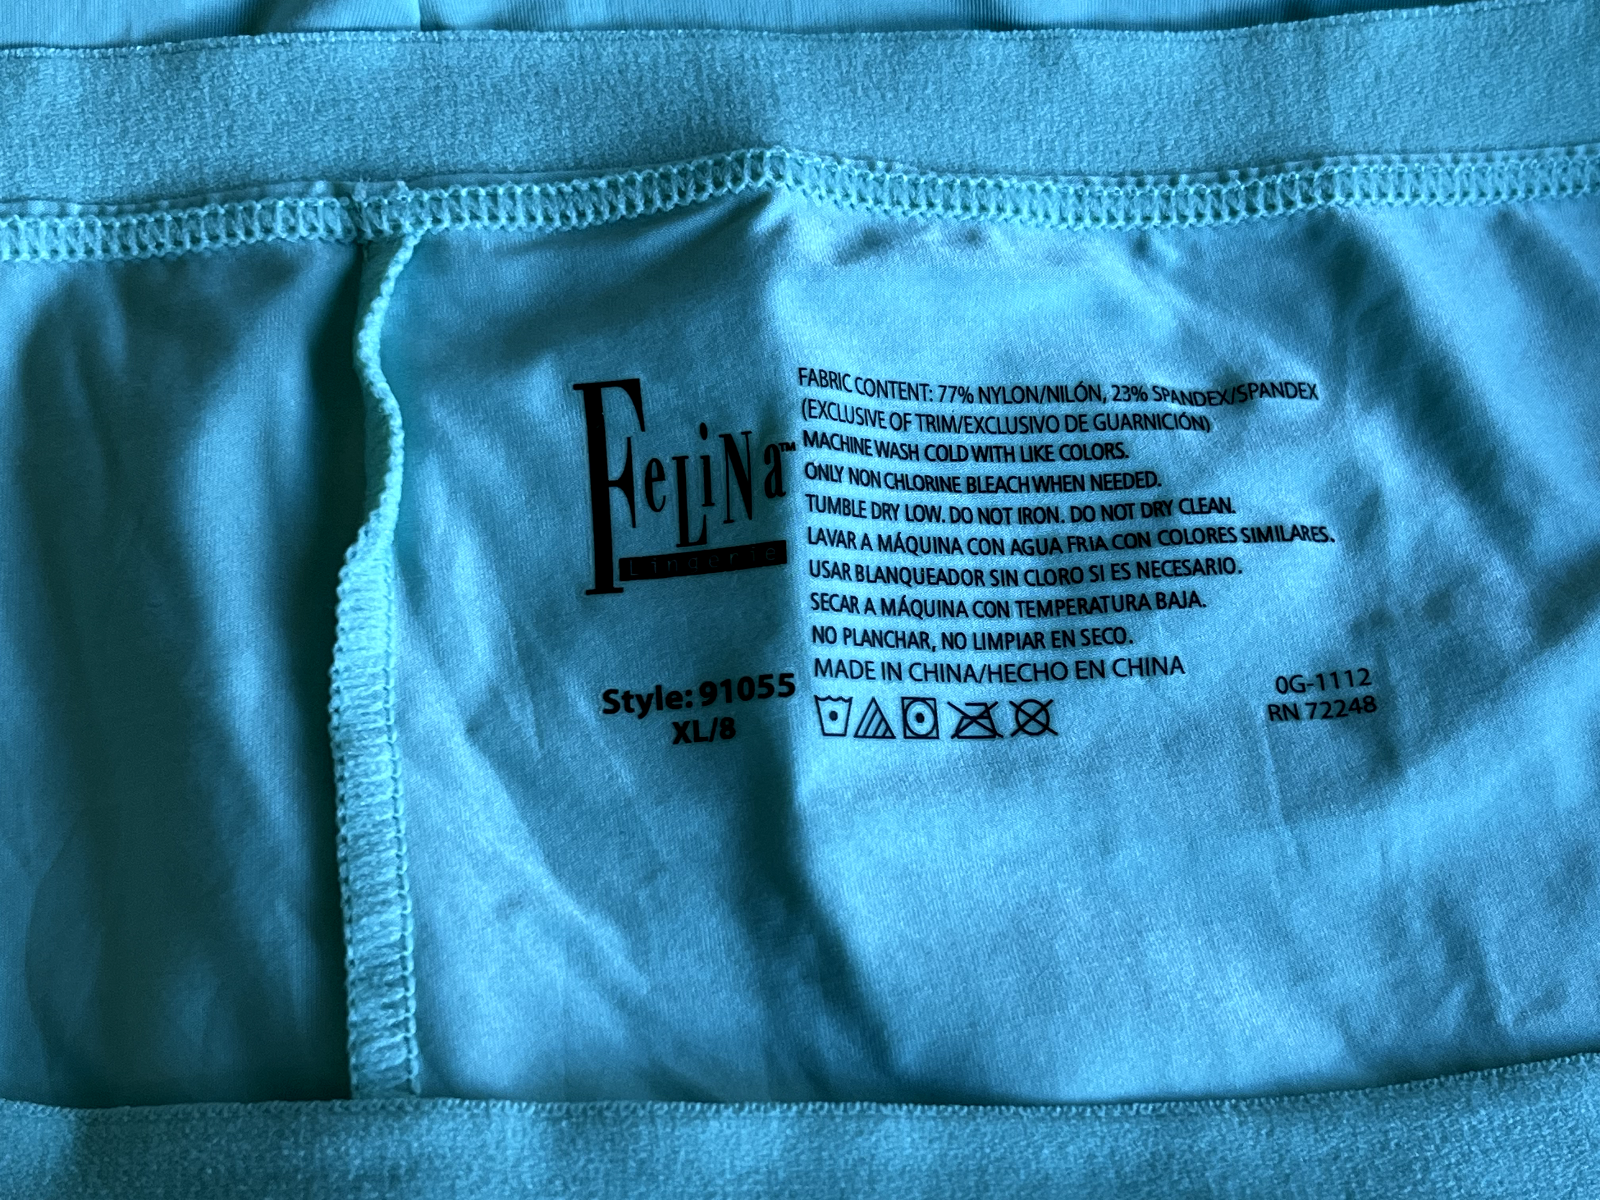 FeLiNa™
Lingerie
Style: 91055
XL/8
FABRIC CONTENT: 77% NYLON/NILÓN, 23% SPANDEX/SPANDEX
(EXCLUSIVE OF TRIM/EXCLUSIVO DE GUARNICIÓN)
MACHINE WASH COLD WITH LIKE COLORS.
ONLY NON CHLORINE BLEACH WHEN NEEDED.
TUMBLE DRY LOW. DO NOT IRON. DO NOT DRY CLEAN.
LAVAR A MÁQUINA CON AGUA FRIA CON COLORES SIMILARES.
USAR BLANQUEADOR SIN CLORO SI ES NECESARIO.
SECAR A MÁQUINA CON TEMPERATURA BAJA.
NO PLANCHAR, NO LIMPIAR EN SECO.
MADE IN CHINA/HECHO EN CHINA
0G-1112
RN 72248